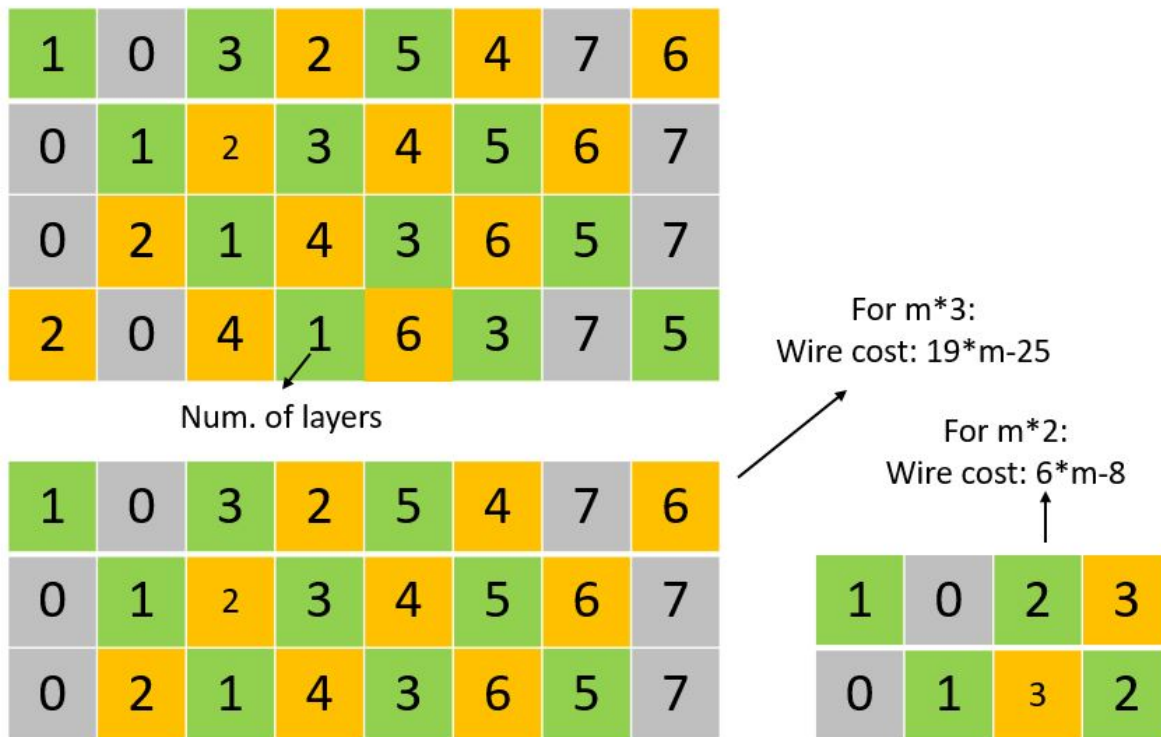 1 0 3 2 5 4 7 6
0 1 2 3 4 5 6 7
0 2 1 4 3 6 5 7
2 0 4 1 6 3 7 5
Num. of layers
For m*3:
Wire cost: 19*m-25
For m*2:
Wire cost: 6*m-8
1 0 3 2 5 4 7 6
0 1 2 3 4 5 6 7
0 2 1 4 3 6 5 7
1 0 2 3
0 1 3 2